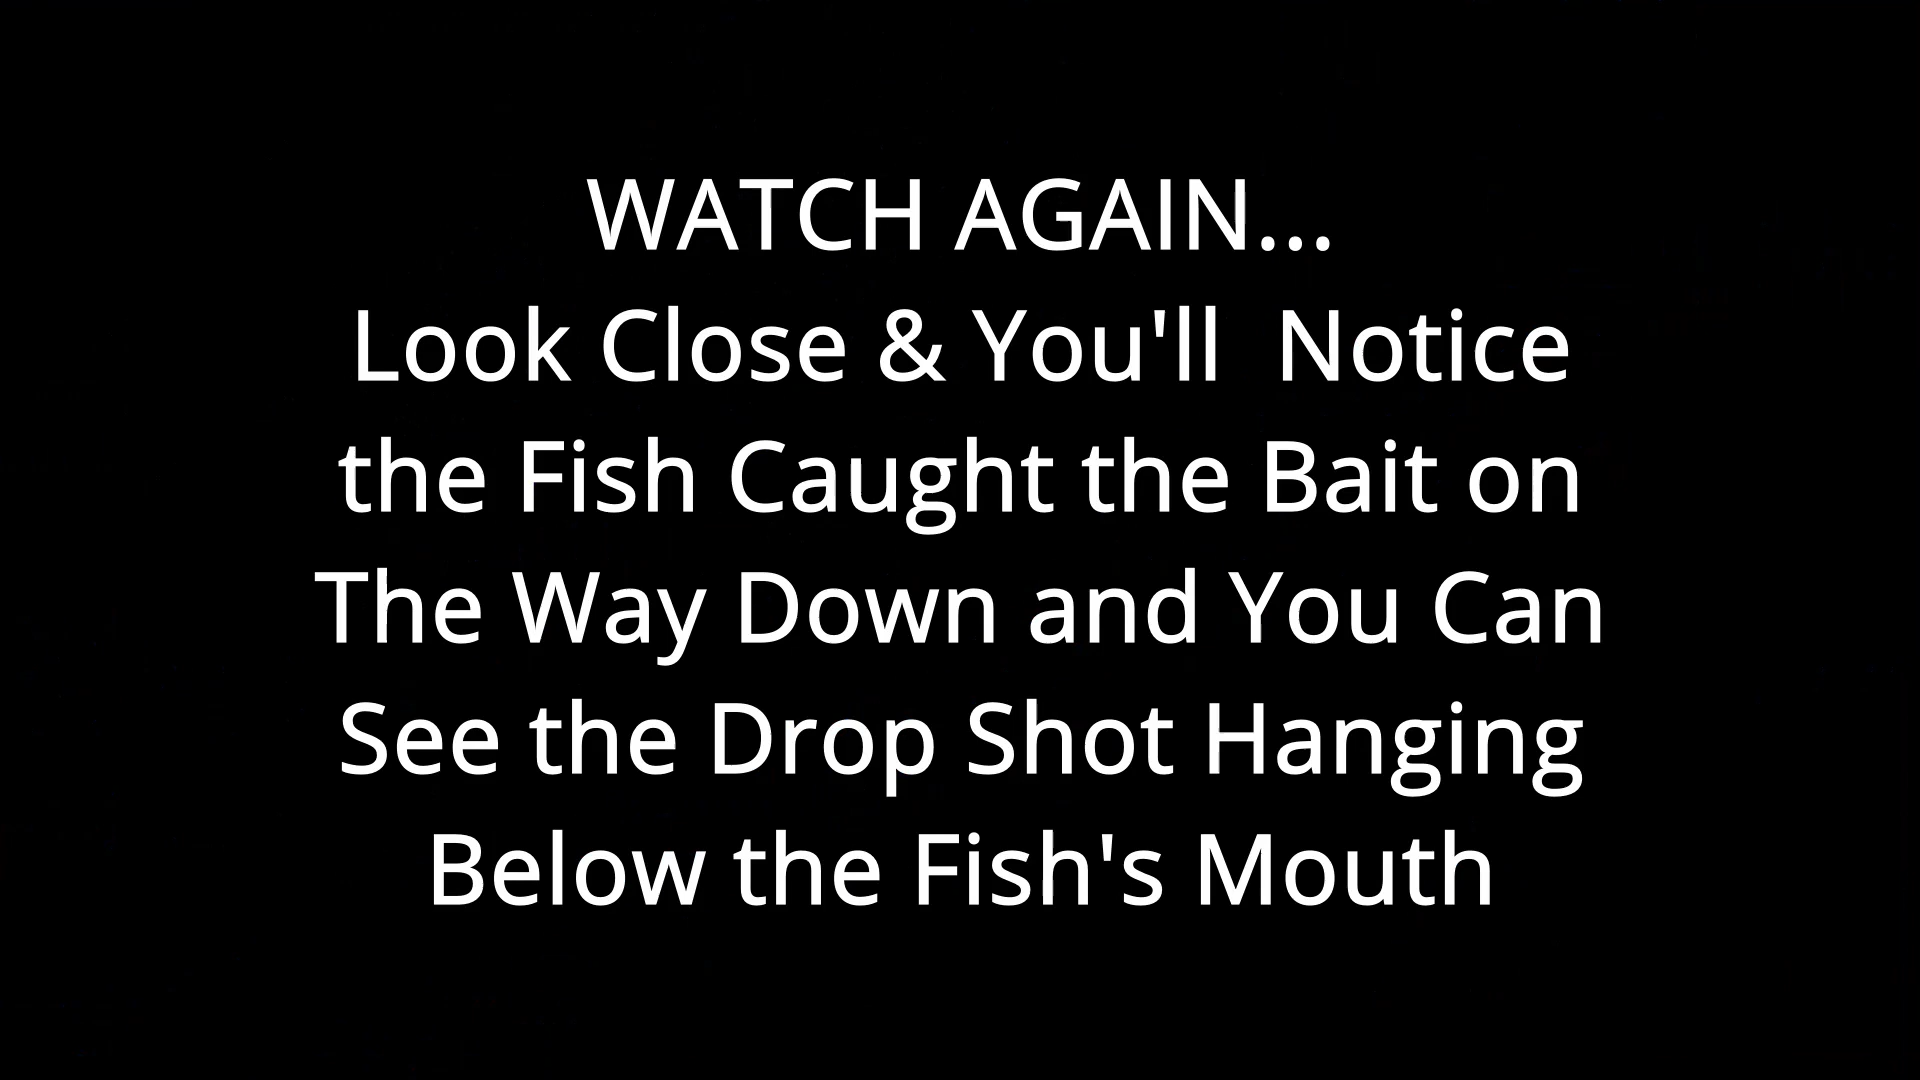 WATCH AGAIN...
Look Close & You'll  Notice
the Fish Caught the Bait on
The Way Down and You Can
See the Drop Shot Hanging
Below the Fish's Mouth